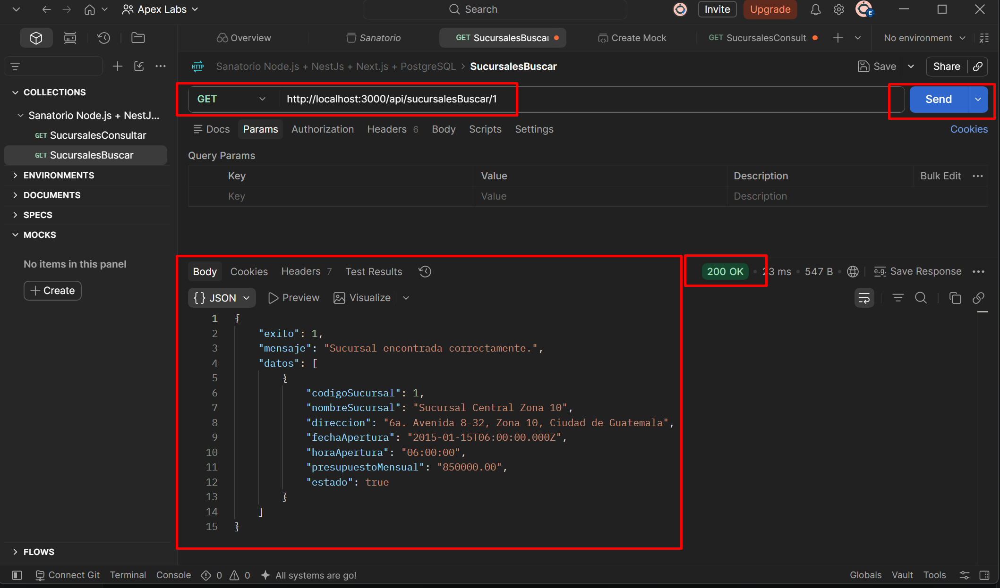 Apex Labs
Search
Invite
Upgrade
E
Overview
Sanatorio
GET SucursalesBuscar
Create Mock
GET SucursalesConsult
No environment
HTTP
Sanatorio Node.js + NestJs + Next.js + PostgreSQL > SucursalesBuscar
Save
Share
COLLECTIONS
Sanatorio Node.js + NestJ...
GET SucursalesConsultar
GET SucursalesBuscar
ENVIRONMENTS
DOCUMENTS
SPECS
MOCKS
No items in this panel
+ Create
FLOWS
GET http://localhost:3000/api/sucursalesBuscar/1
Send
Docs Params Authorization Headers 6 Body Scripts Settings
Cookies
Query Params
Key Value Description Bulk Edit
Key Value Description
Body Cookies Headers 7 Test Results
200 OK • 23 ms • 547 B •
e.g. Save Response
{} JSON Preview Visualize
1 {
2 "exito": 1,
3 "mensaje": "Sucursal encontrada correctamente.",
4 "datos": [
5 {
6 "codigoSucursal": 1,
7 "nombreSucursal": "Sucursal Central Zona 10",
8 "direccion": "6a. Avenida 8-32, Zona 10, Ciudad de Guatemala",
9 "fechaApertura": "2015-01-15T06:00:00.000Z",
10 "horaApertura": "06:00:00",
11 "presupuestoMensual": "850000.00",
12 "estado": true
13 }
14 ]
15 }
Connect Git Terminal Console 0 0 All systems are go!
Globals Vault Tools